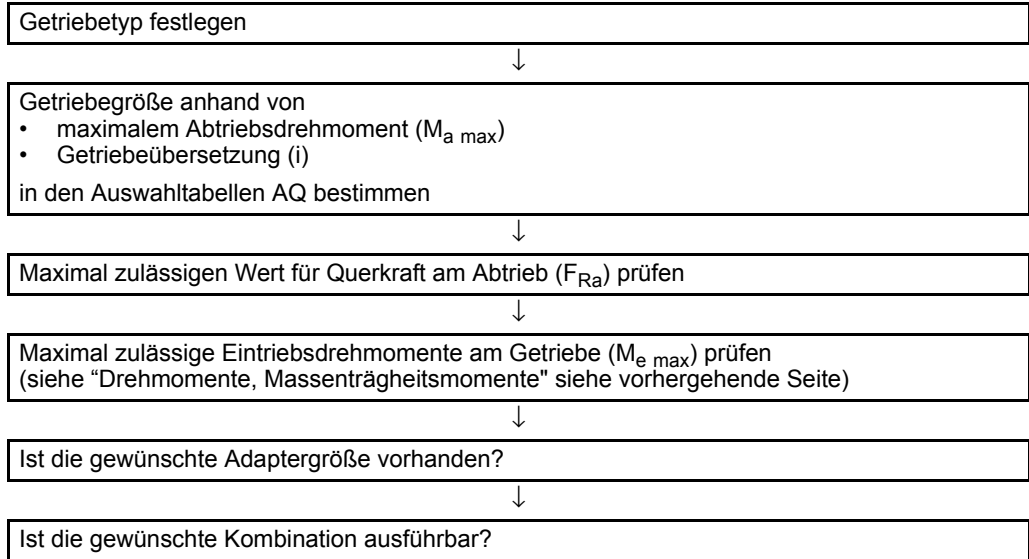 Getriebetyp festlegen
↓
Getriebegröße anhand von
• maximalem Abtriebsdrehmoment (Ma max)
• Getriebeübersetzung (i)
in den Auswahltabellen AQ bestimmen
↓
Maximal zulässigen Wert für Querkraft am Abtrieb (FRa) prüfen
↓
Maximal zulässige Eintriebsdrehmomente am Getriebe (Me max) prüfen
(siehe “Drehmomente, Massenträgheitsmomente" siehe vorhergehende Seite)
↓
Ist die gewünschte Adaptergröße vorhanden?
↓
Ist die gewünschte Kombination ausführbar?